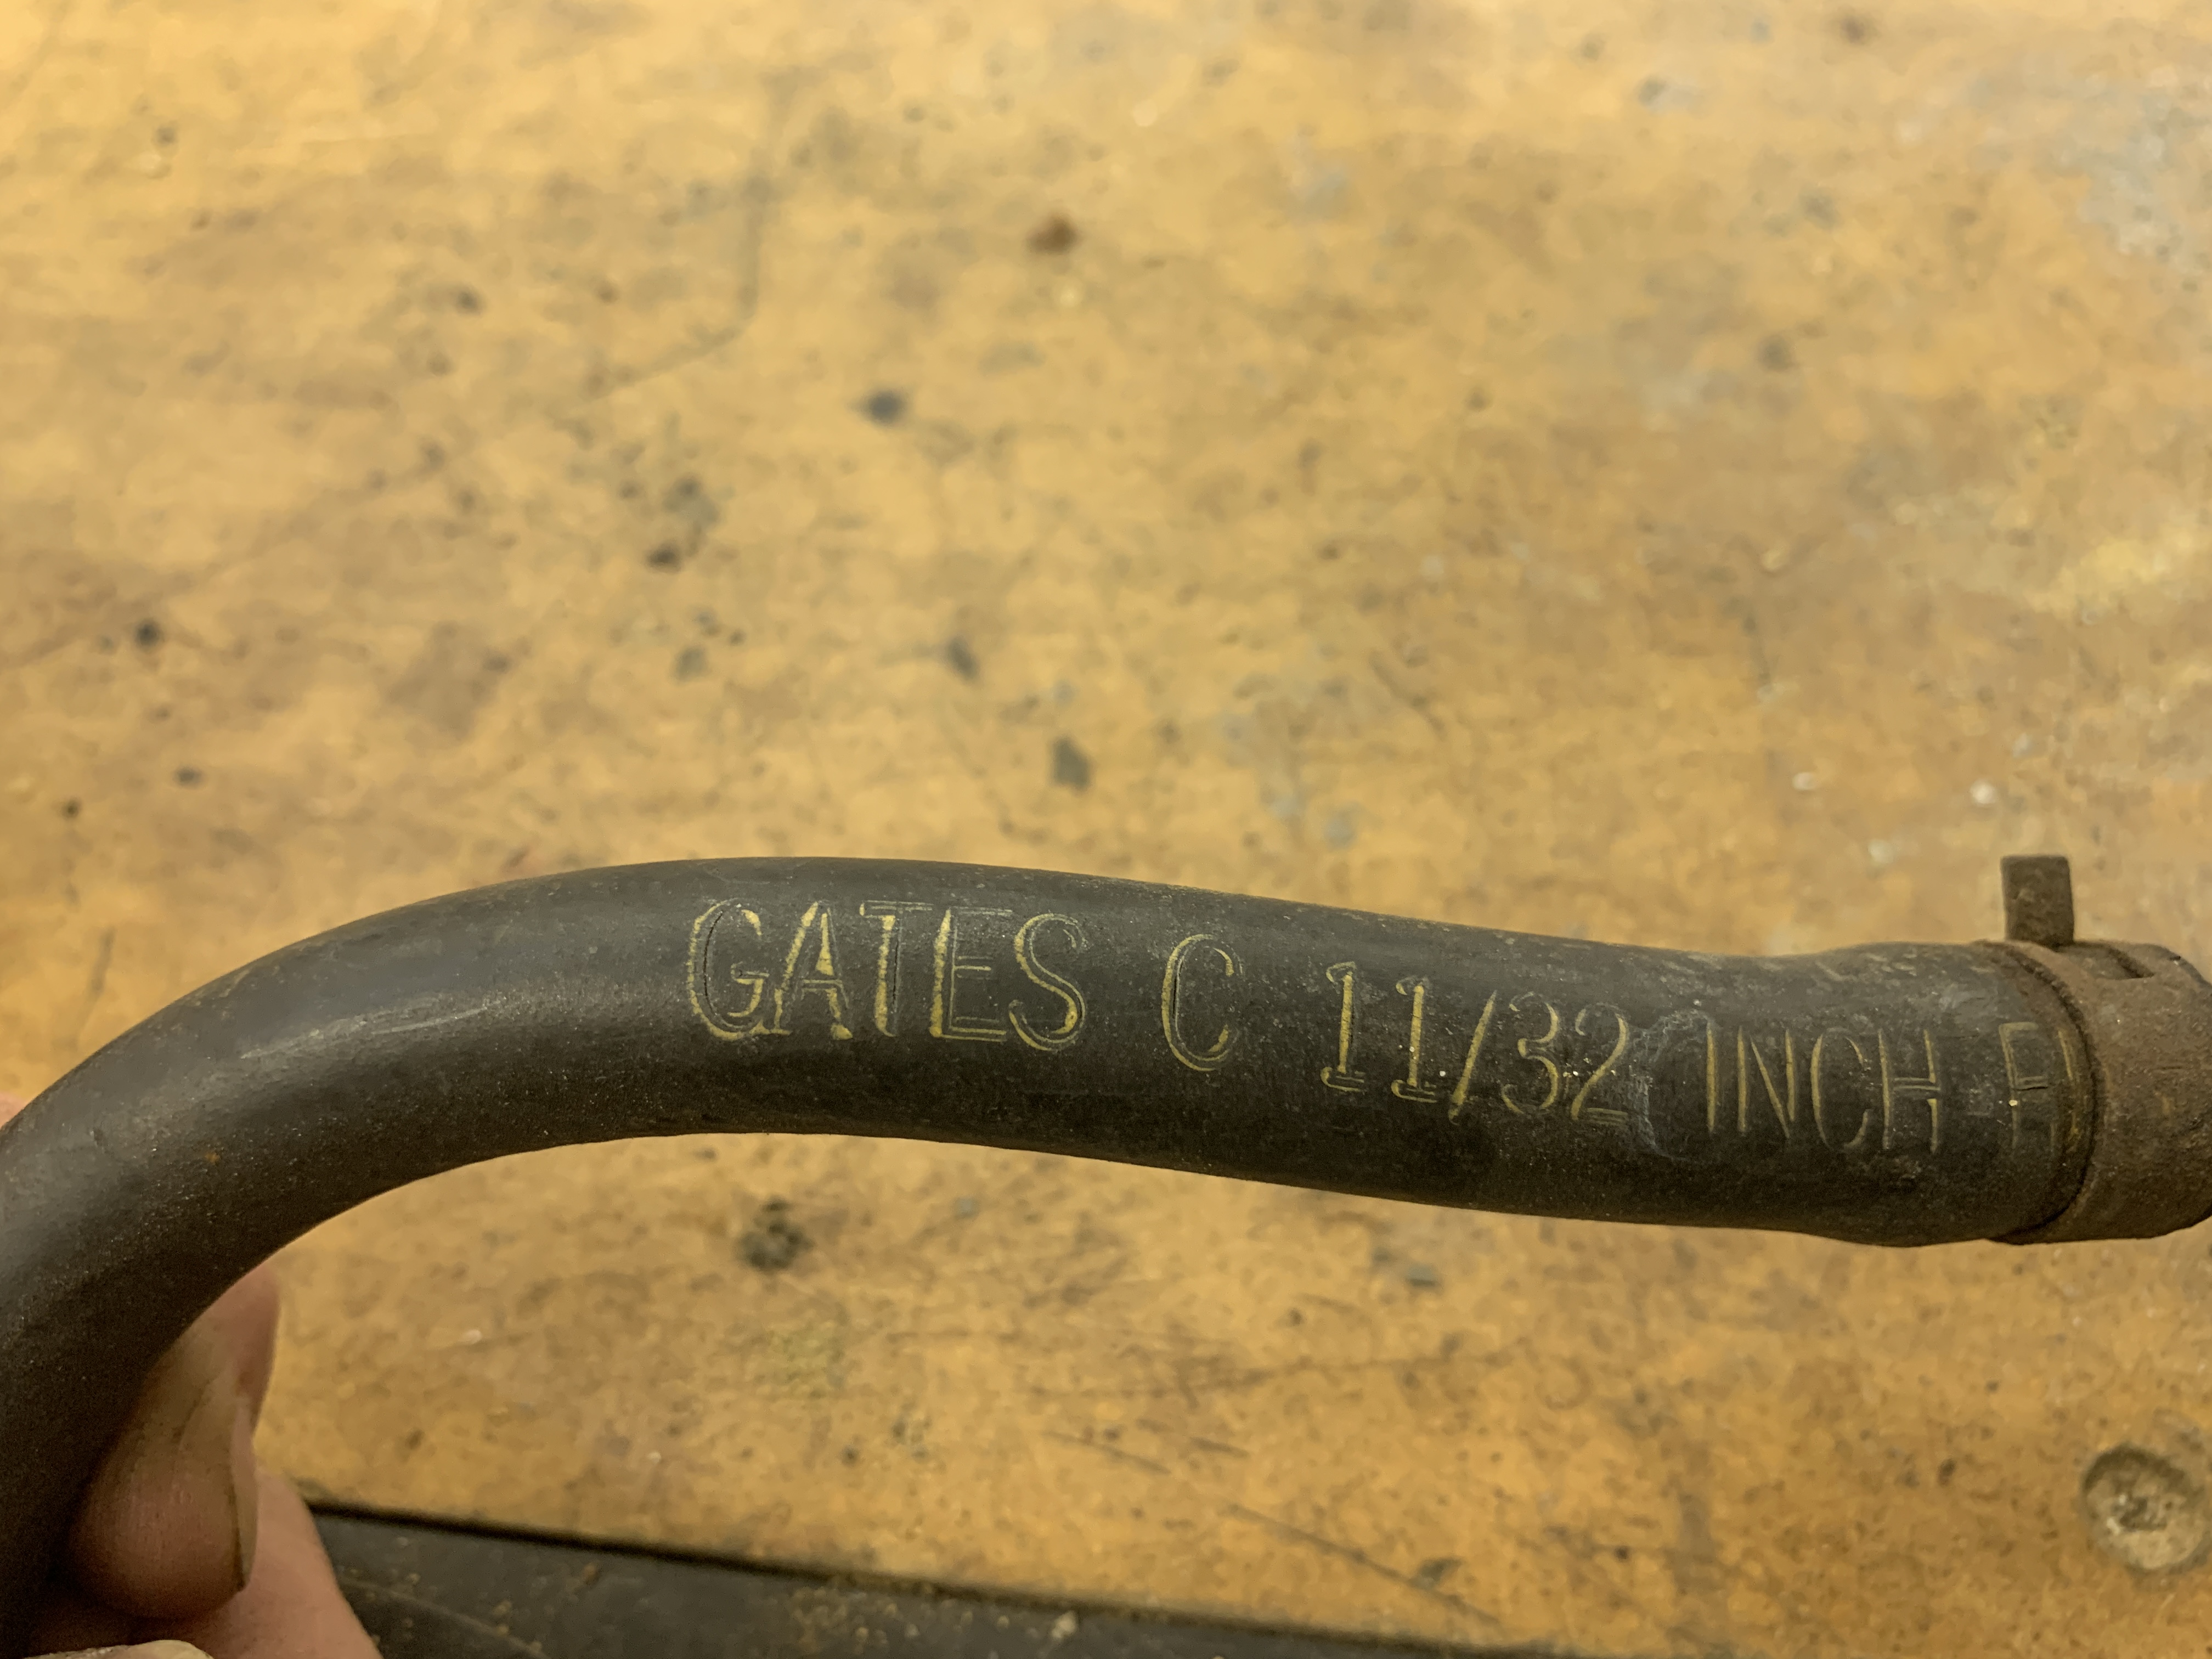 GATES C 11/32 INCH